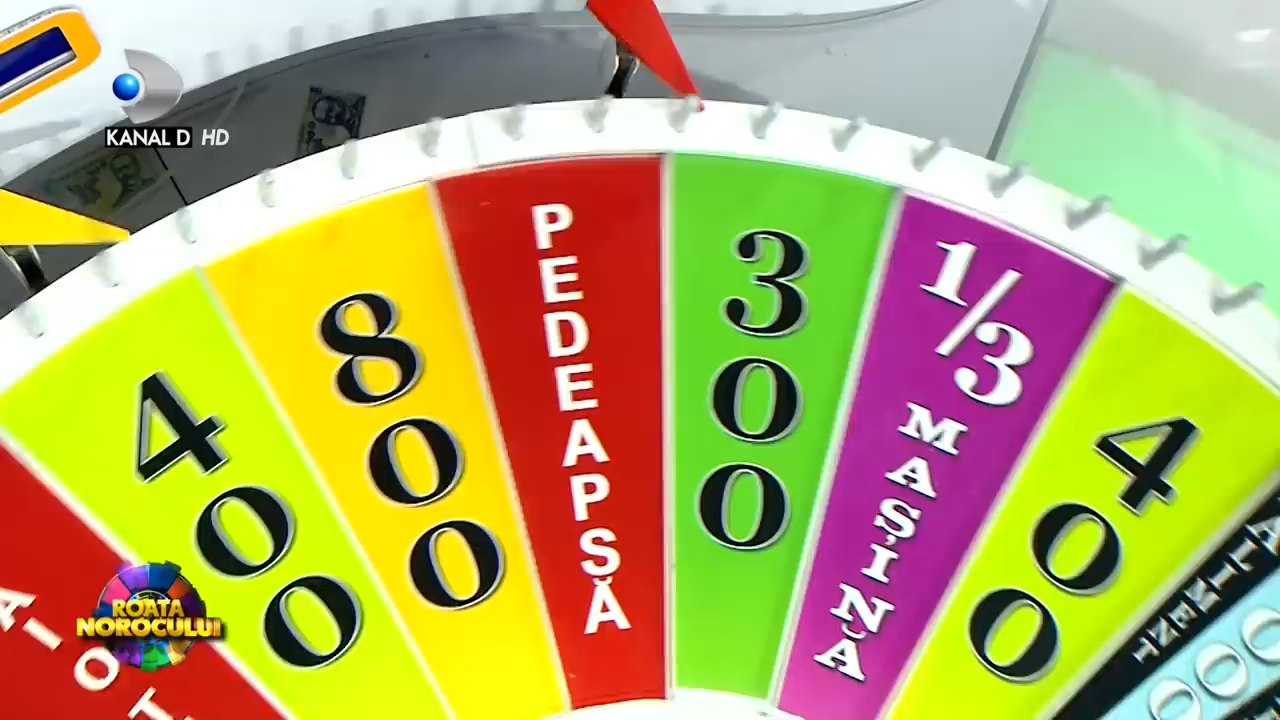 KANAL D HD
400
800
PEDEAPSĂ
300
1/3 MAȘINĂ
400
ROATA
NOROCULUI